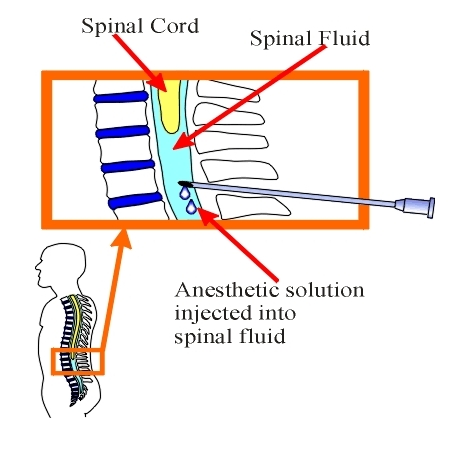 Spinal Cord
Spinal Fluid
Anesthetic solution
injected into
spinal fluid